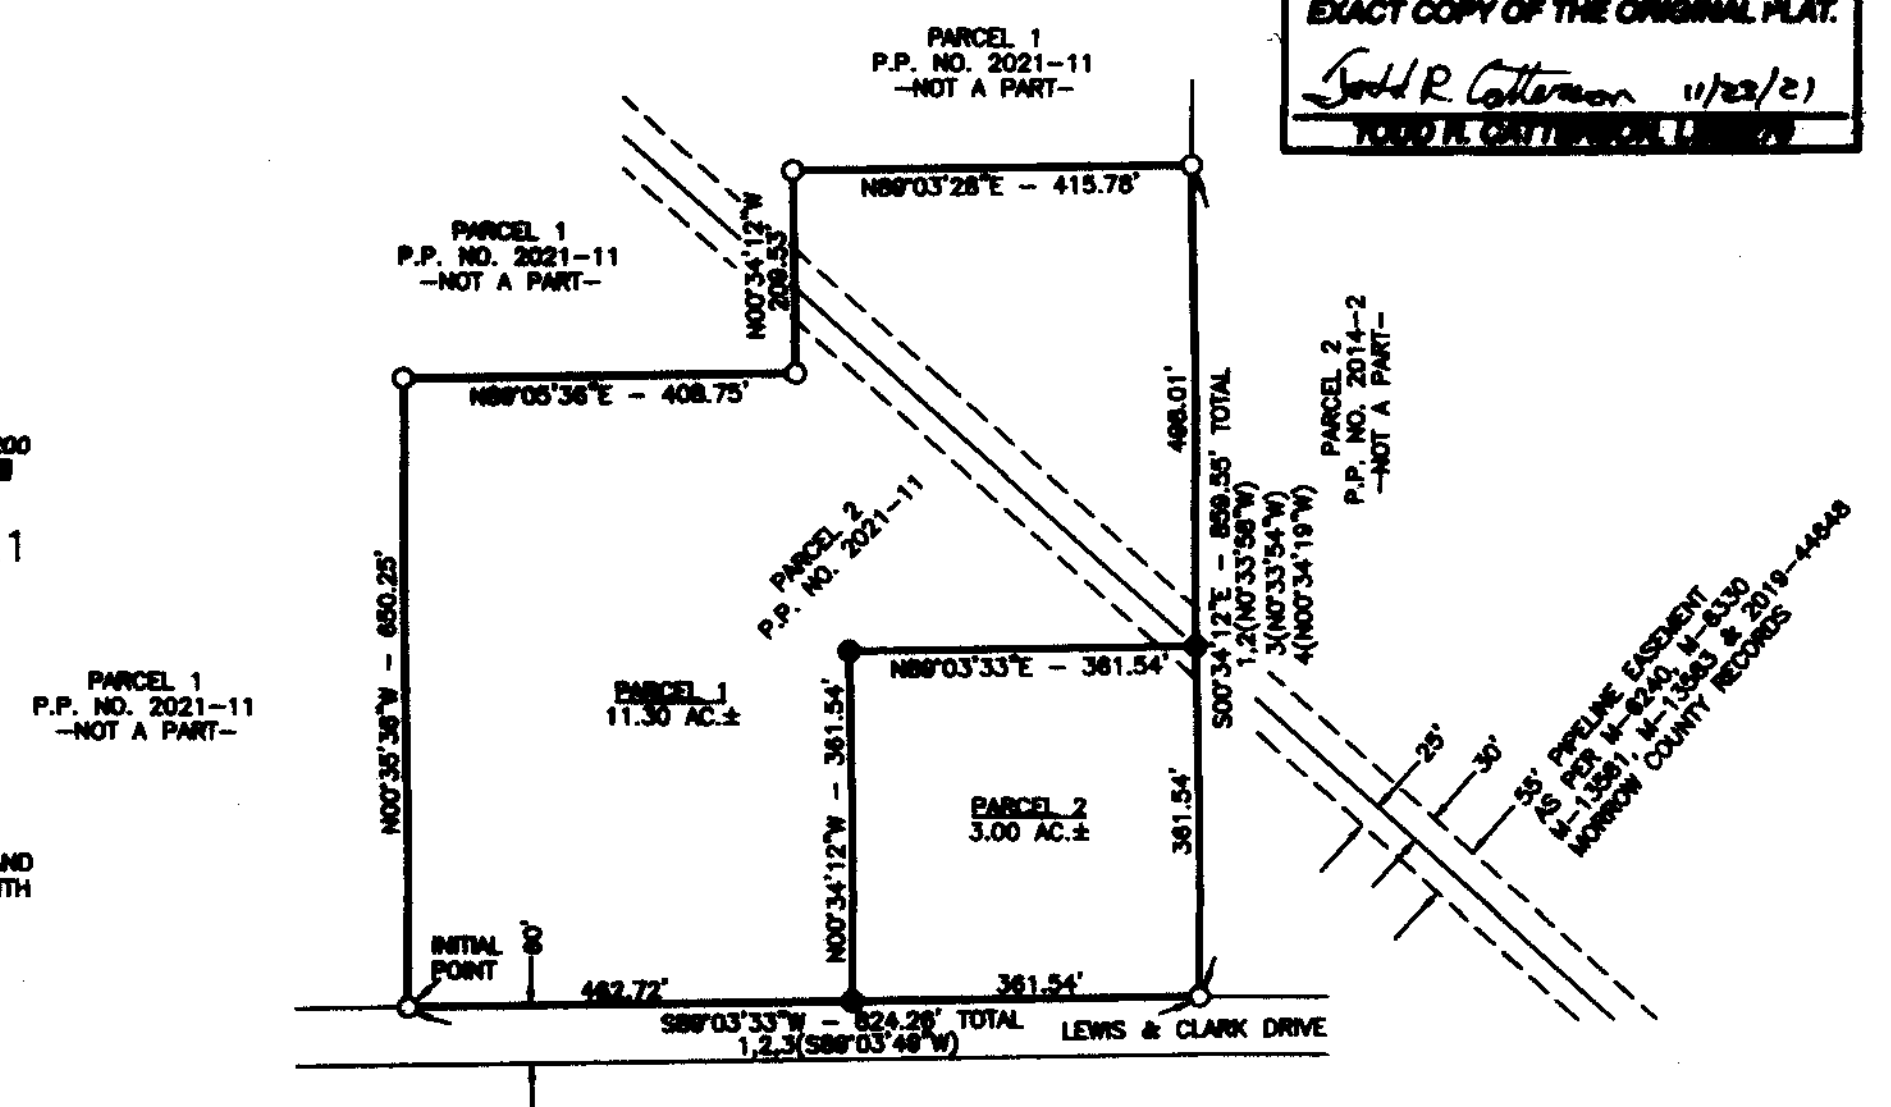 EXACT COPY OF THE ORIGINAL PLAT.
Todd R. Catterson 11/23/21
TODD R. CATTERSON,
PARCEL 1
P.P. NO. 2021-11
-NOT A PART-
N89°03'28"E - 415.78'
N00°34'12"W
209.53'
PARCEL 1
P.P. NO. 2021-11
-NOT A PART-
N89°05'36"E - 408.75'
498.01'
S00°34'12"E - 859.55' TOTAL
1,2(N0°33'58"W)
3(N0°33'54"W)
4(N00°34'19"W)
PARCEL 2
P.P. NO. 2014-2
-NOT A PART-
PARCEL 2
P.P. NO. 2021-11
N00°35'36"W - 650.25'
1
PARCEL 1
P.P. NO. 2021-11
-NOT A PART-
PARCEL 1
11.30 AC.±
N89°03'33"E - 361.54'
N00°34'12"W - 361.54'
PARCEL 2
3.00 AC.±
361.54'
25'
30'
55' PIPELINE EASEMENT
AS PER M-6240, M-6330
M-13581, M-13583 & 2019-44648
MORROW COUNTY RECORDS
INITIAL
POINT
60'
462.72'
361.54'
S89°03'33"W - 824.26' TOTAL
1,2,3(S89°03'49"W)
LEWIS & CLARK DRIVE